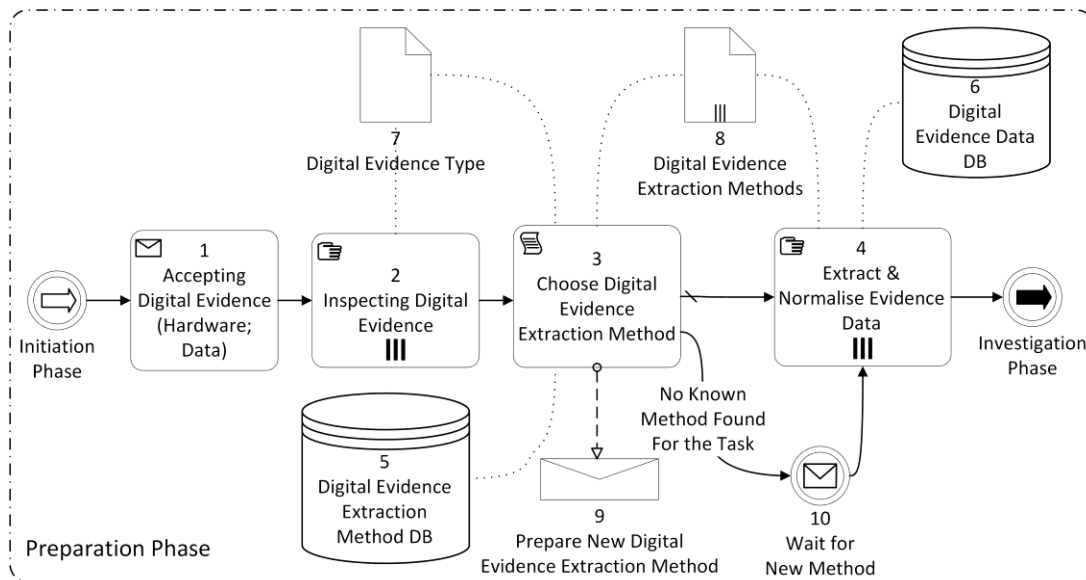 7
Digital Evidence Type
8
Digital Evidence
Extraction Methods
6
Digital
Evidence Data
DB
Initiation
Phase
1
Accepting
Digital Evidence
(Hardware;
Data)
2
Inspecting Digital
Evidence
3
Choose Digital
Evidence
Extraction Method
4
Extract &
Normalise Evidence
Data
Investigation
Phase
No Known
Method Found
For the Task
5
Digital Evidence
Extraction
Method DB
9
Prepare New Digital
Evidence Extraction Method
10
Wait for
New Method
Preparation Phase